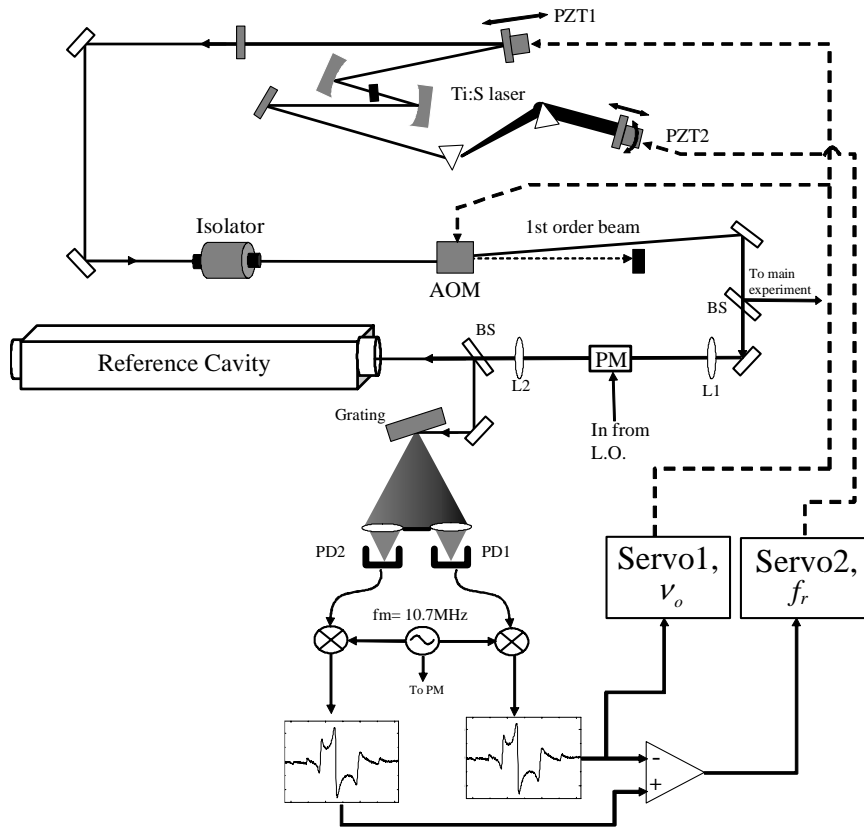 PZT1
Ti:S laser
PZT2
Isolator
1st order beam
AOM
To main
experiment
BS
BS
Reference Cavity
PM
L2
L1
Grating
In from
L.O.
PD2
PD1
Servo1,
νo
Servo2,
fr
fm= 10.7MHz
To PM
-
+